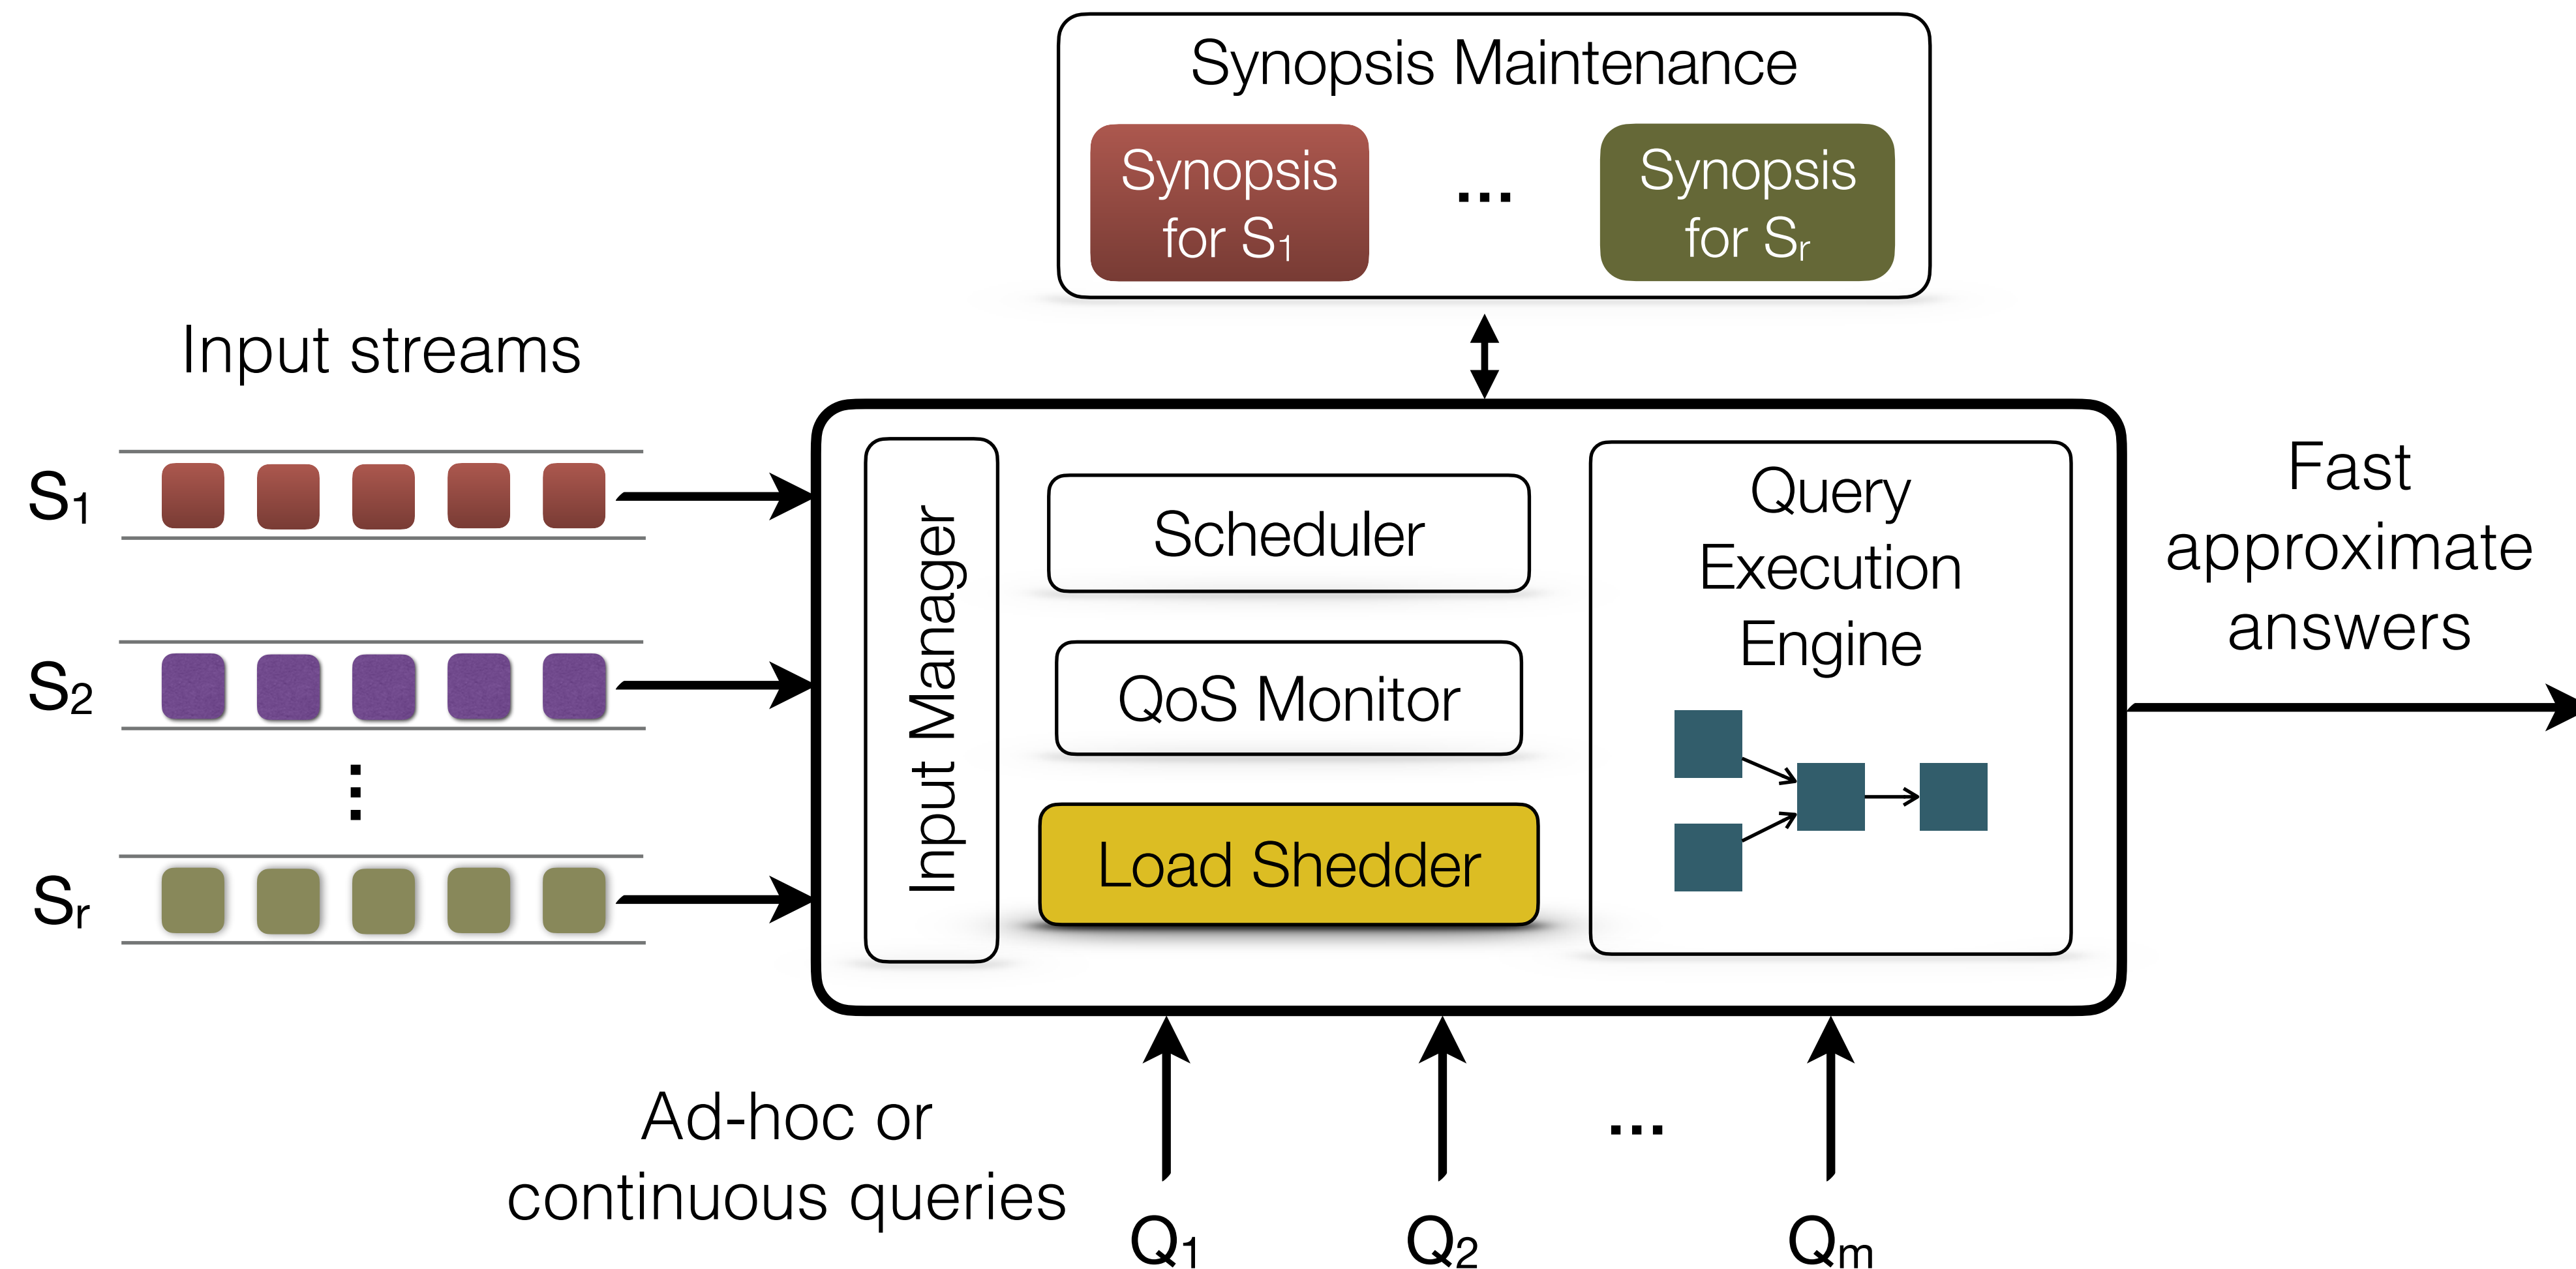 Synopsis Maintenance
Synopsis
for S1
...
Synopsis
for Sr
Input streams
S1
S2
Sr
Input Manager
Scheduler
QoS Monitor
Load Shedder
Query
Execution
Engine
Fast
approximate
answers
Ad-hoc or
continuous queries
...
Q1
Q2
Qm